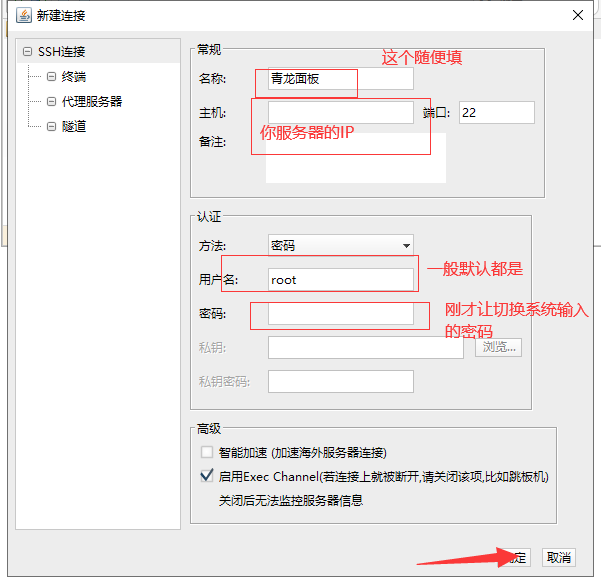 新建连接
SSH连接
终端
代理服务器
隧道
常规
这个随便填
名称: 青龙面板
主机: 端口: 22
你服务器的IP
备注:
认证
方法: 密码
一般默认都是
用户名: root
密码:
刚才让切换系统输入
的密码
私钥: 浏览...
私钥密码:
高级
智能加速 (加速海外服务器连接)
启用Exec Channel(若连接上就被断开,请关闭该项,比如跳板机)
关闭后无法监控服务器信息
确定 取消